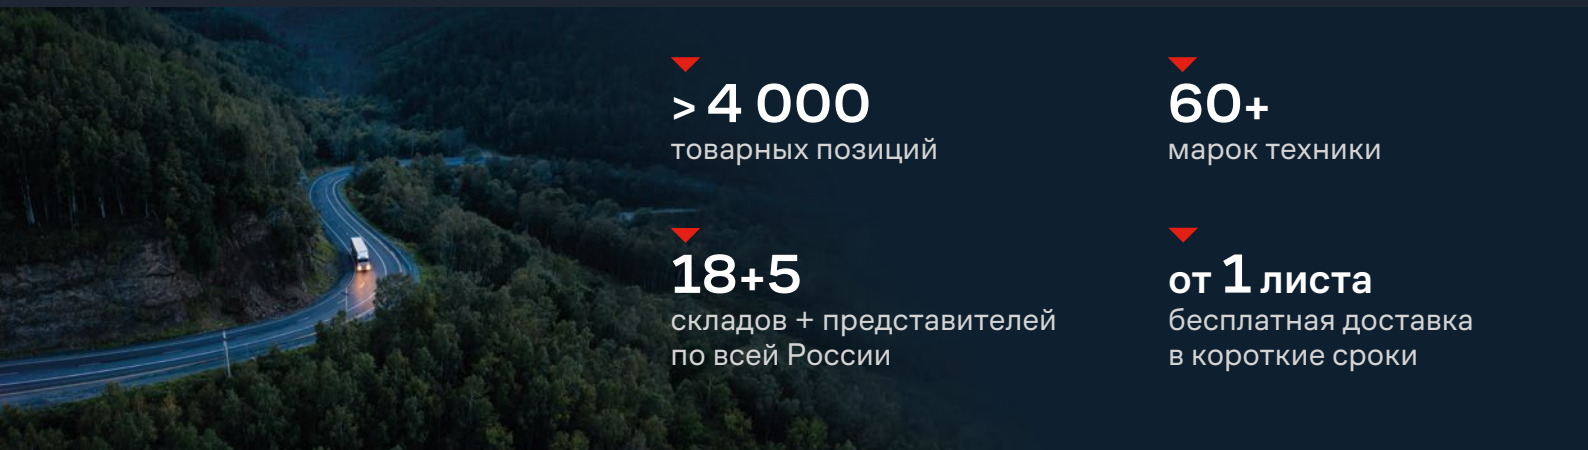 > 4 000
товарных позиций
60+
марок техники
18+5
складов + представителей
по всей России
от 1 листа
бесплатная доставка
в короткие сроки